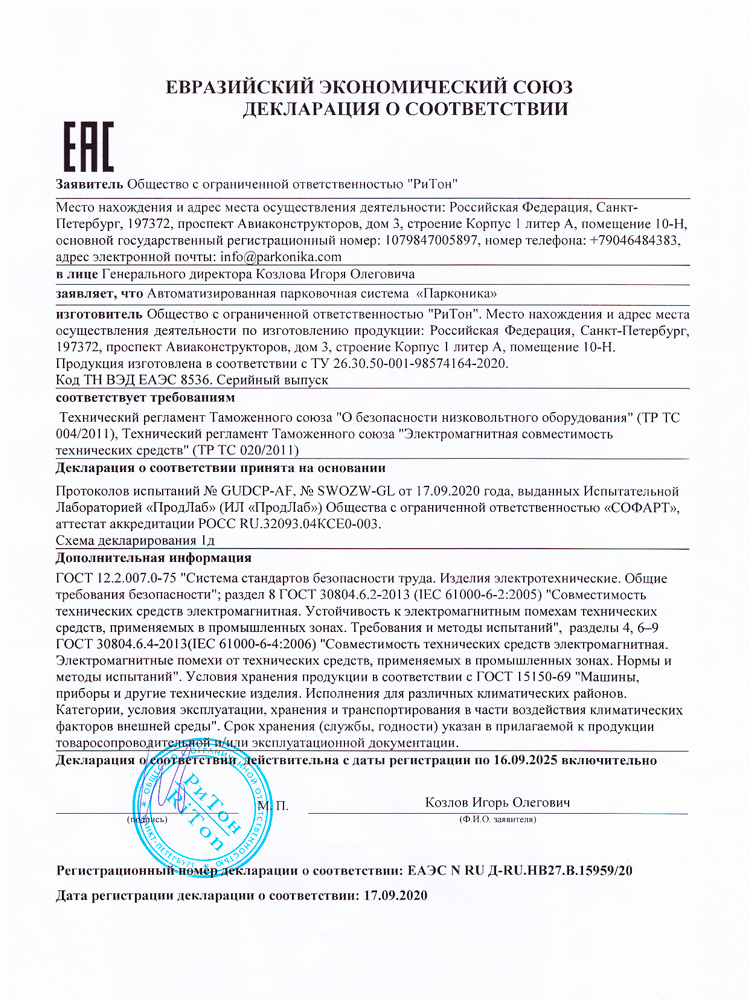 ЕВРАЗИЙСКИЙ ЭКОНОМИЧЕСКИЙ СОЮЗ
ДЕКЛАРАЦИЯ О СООТВЕТСТВИИ
ЕАС
Заявитель Общество с ограниченной ответственностью "РиТон"
Место нахождения и адрес места осуществления деятельности: Российская Федерация, Санкт-
Петербург, 197372, проспект Авиаконструкторов, дом 3, строение Корпус 1 литер А, помещение 10-Н,
основной государственный регистрационный номер: 1079847005897, номер телефона: +79046484383,
адрес электронной почты: info@parkonika.com
в лице Генерального директора Козлова Игоря Олеговича
заявляет, что Автоматизированная парковочная система «Парконика»
изготовитель Общество с ограниченной ответственностью "РиТон". Место нахождения и адрес места
осуществления деятельности по изготовлению продукции: Российская Федерация, Санкт-Петербург,
197372, проспект Авиаконструкторов, дом 3, строение Корпус 1 литер А, помещение 10-Н.
Продукция изготовлена в соответствии с ТУ 26.30.50-001-98574164-2020.
Код ТН ВЭД ЕАЭС 8536. Серийный выпуск
соответствует требованиям
Технический регламент Таможенного союза "О безопасности низковольтного оборудования" (ТР ТС
004/2011), Технический регламент Таможенного союза "Электромагнитная совместимость
технических средств" (ТР ТС 020/2011)
Декларация о соответствии принята на основании
Протоколов испытаний № GUDCP-AF, № SWOZW-GL от 17.09.2020 года, выданных Испытательной
Лабораторией «ПродЛаб» (ИЛ «ПродЛаб») Общества с ограниченной ответственностью «СОФАРТ»,
аттестат аккредитации РОСС RU.32093.04КСЕ0-003.
Схема декларирования 1д
Дополнительная информация
ГОСТ 12.2.007.0-75 "Система стандартов безопасности труда. Изделия электротехнические. Общие
требования безопасности"; раздел 8 ГОСТ 30804.6.2-2013 (IEC 61000-6-2:2005) "Совместимость
технических средств электромагнитная. Устойчивость к электромагнитным помехам технических
средств, применяемых в промышленных зонах. Требования и методы испытаний", разделы 4, 6–9
ГОСТ 30804.6.4-2013(IEC 61000-6-4:2006) "Совместимость технических средств электромагнитная.
Электромагнитные помехи от технических средств, применяемых в промышленных зонах. Нормы и
методы испытаний". Условия хранения продукции в соответствии с ГОСТ 15150-69 "Машины,
приборы и другие технические изделия. Исполнения для различных климатических районов.
Категории, условия эксплуатации, хранения и транспортирования в части воздействия климатических
факторов внешней среды". Срок хранения (службы, годности) указан в прилагаемой к продукции
товаросопроводительной и/или эксплуатационной документации.
Декларация о соответствии действительна с даты регистрации по 16.09.2025 включительно
ОБЩЕСТВО С ОГРАНИЧЕННОЙ ОТВЕТСТВЕННОСТЬЮ
САНКТ-ПЕТЕРБУРГ
РиТон
RiTon
М. П.
Козлов Игорь Олегович
(подпись)
(Ф.И.О. заявителя)
Регистрационный номер декларации о соответствии: ЕАЭС N RU Д-RU.НВ27.В.15959/20
Дата регистрации декларации о соответствии: 17.09.2020